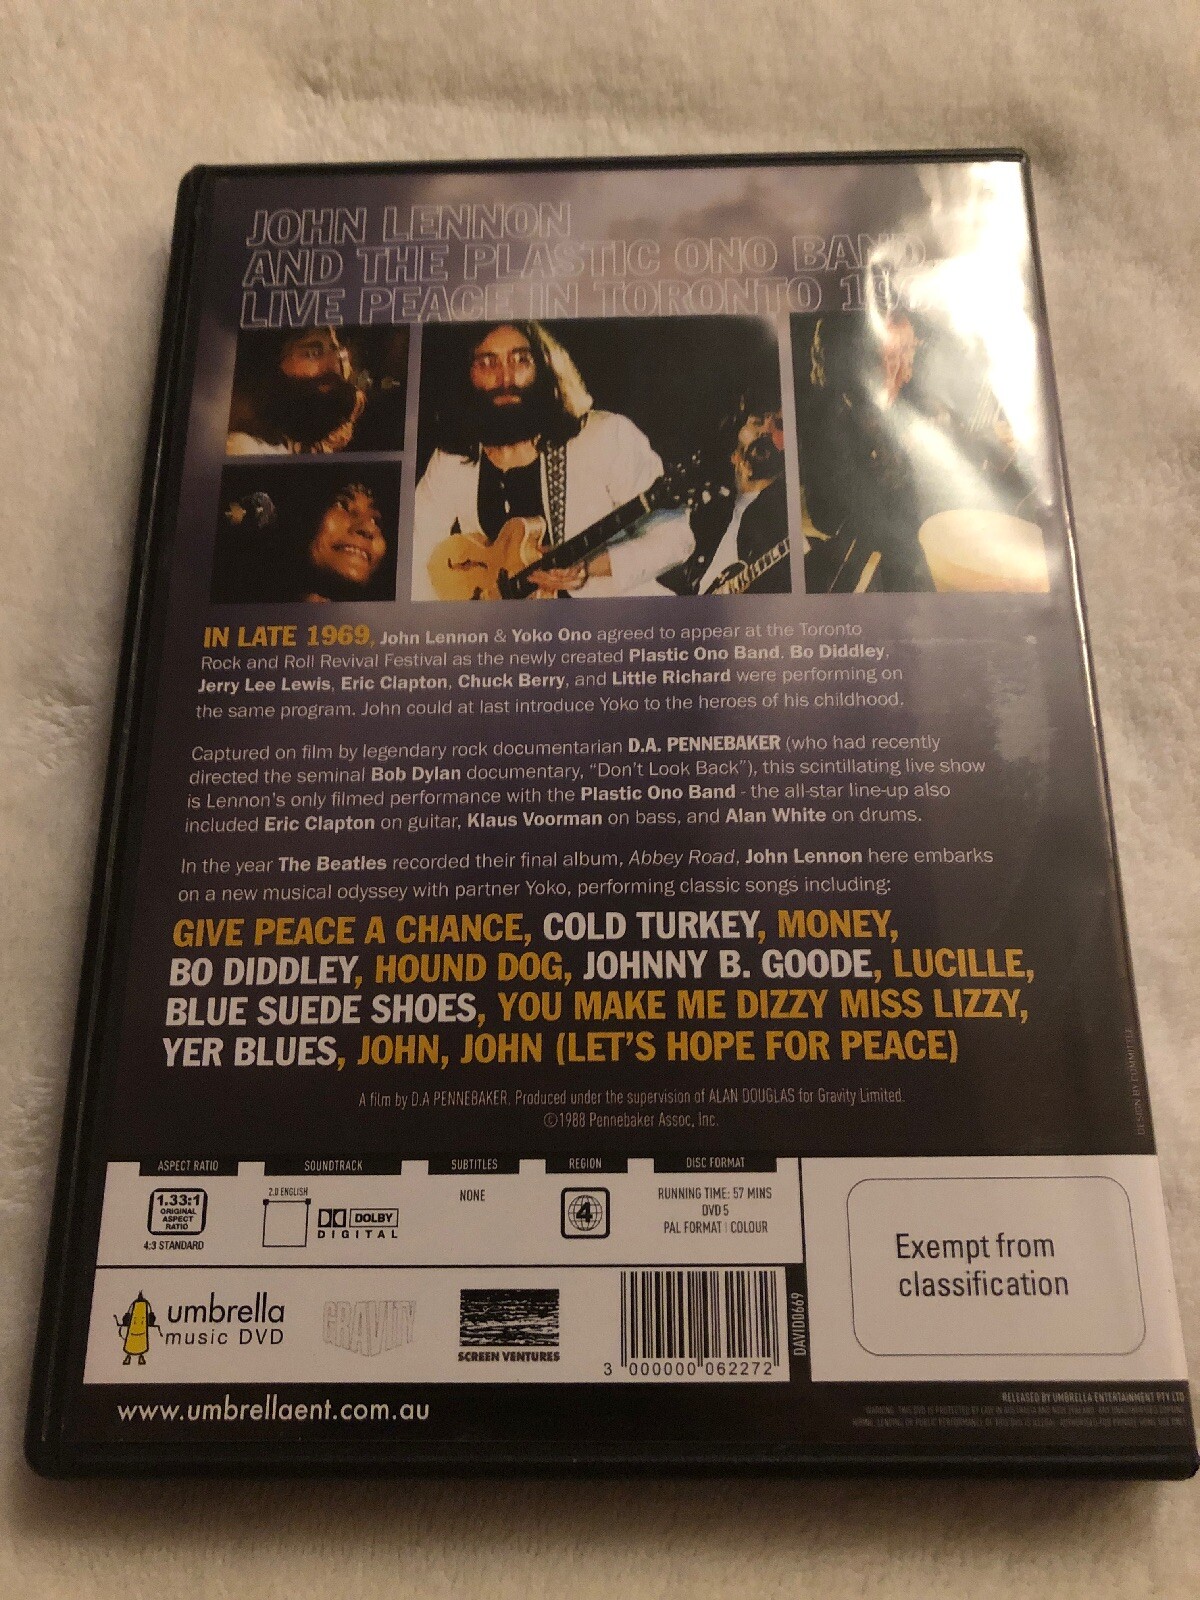 JOHN LENNON
AND THE PLASTIC ONO BAND
LIVE PEACE IN TORONTO
IN LATE 1969, John Lennon & Yoko Ono agreed to appear at the Toronto
Rock and Roll Revival Festival as the newly created Plastic Ono Band. Bo Diddley,
Jerry Lee Lewis, Eric Clapton, Chuck Berry, and Little Richard were performing on
the same program. John could at last introduce Yoko to the heroes of his childhood.
Captured on film by legendary rock documentarian D.A. PENNEBAKER (who had recently
directed the seminal Bob Dylan documentary, “Don't Look Back”), this scintillating live show
is Lennon's only filmed performance with the Plastic Ono Band - the all-star line-up also
included Eric Clapton on guitar, Klaus Voorman on bass, and Alan White on drums.
In the year The Beatles recorded their final album, Abbey Road, John Lennon here embarks
on a new musical odyssey with partner Yoko, performing classic songs including:
GIVE PEACE A CHANCE, COLD TURKEY, MONEY,
BO DIDDLEY, HOUND DOG, JOHNNY B. GOODE, LUCILLE,
BLUE SUEDE SHOES, YOU MAKE ME DIZZY MISS LIZZY,
YER BLUES, JOHN, JOHN (LET'S HOPE FOR PEACE)
A film by D.A PENNEBAKER. Produced under the supervision of ALAN DOUGLAS for Gravity Limited.
©1988 Pennebaker Assoc, Inc.
DESIGN BY COMMITTEE
ASPECT RATIO
1.33:1
ORIGINAL
ASPECT
RATIO
4:3 STANDARD
SOUNDTRACK
2.0 ENGLISH
DOLBY
DIGITAL
SUBTITLES
NONE
REGION
4
DISC FORMAT
RUNNING TIME: 57 MINS
DVD 5
PAL FORMAT | COLOUR
Exempt from
classification
umbrella
music DVD
GRAVITY
SCREEN VENTURES
3 000000 062272
DAVID0669
www.umbrellaent.com.au
RELEASED BY UMBRELLA ENTERTAINMENT PTY LTD